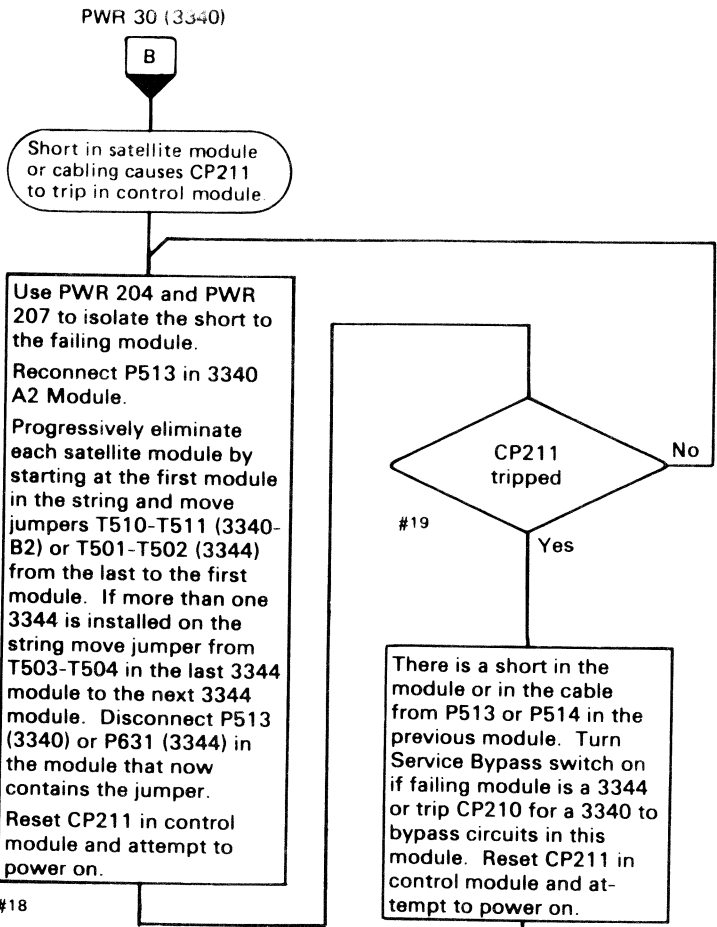 PWR 30 (3340)
B
Short in satellite module
or cabling causes CP211
to trip in control module.
Use PWR 204 and PWR
207 to isolate the short to
the failing module.
Reconnect P513 in 3340
A2 Module.
Progressively eliminate
each satellite module by
starting at the first module
in the string and move
jumpers T510-T511 (3340-
B2) or T501-T502 (3344)
from the last to the first
module. If more than one
3344 is installed on the
string move jumper from
T503-T504 in the last 3344
module to the next 3344
module. Disconnect P513
(3340) or P631 (3344) in
the module that now
contains the jumper.
Reset CP211 in control
module and attempt to
power on.
#18
CP211
tripped
No
#19
Yes
There is a short in the
module or in the cable
from P513 or P514 in the
previous module. Turn
Service Bypass switch on
if failing module is a 3344
or trip CP210 for a 3340 to
bypass circuits in this
module. Reset CP211 in
control module and at-
tempt to power on.